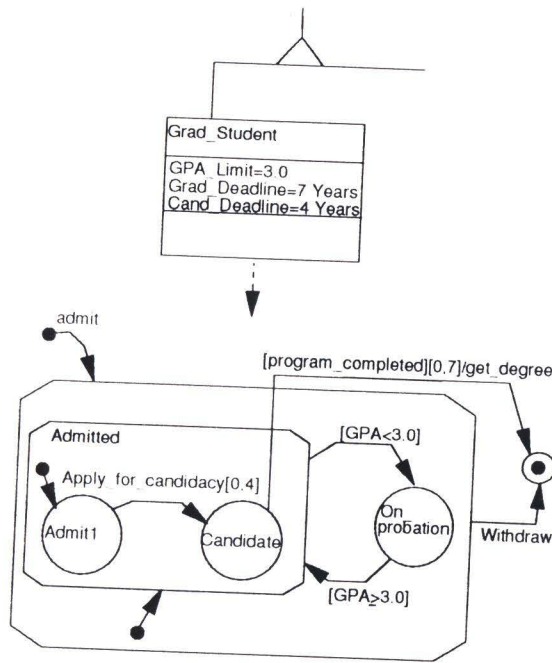 Grad_Student
GPA_Limit=3.0
Grad_Deadline=7 Years
Cand_Deadline=4 Years
admit
[program_completed][0,7]/get_degree
Admitted
[GPA<3.0]
Apply_for_candidacy[0,4]
Admit1
Candidate
On
probation
Withdraw
[GPA≥3.0]